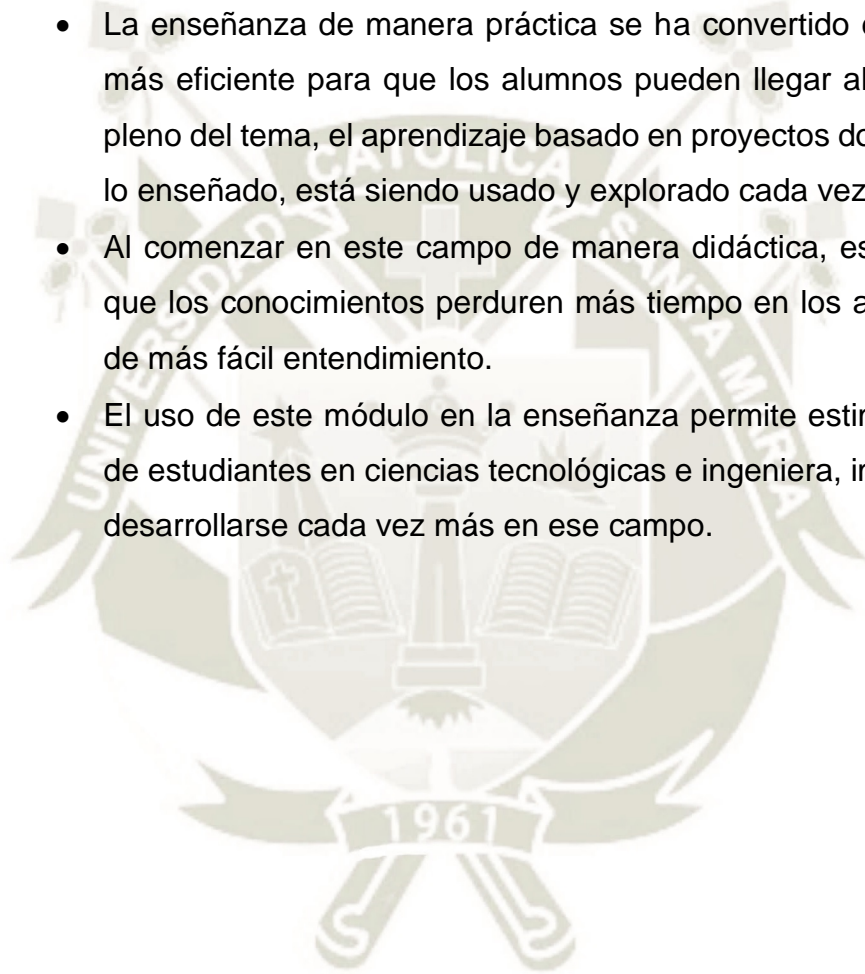 • La enseñanza de manera práctica se ha convertido
más eficiente para que los alumnos pueden llegar
pleno del tema, el aprendizaje basado en proyectos
lo enseñado, está siendo usado y explorado cada vez
• Al comenzar en este campo de manera didáctica,
que los conocimientos perduren más tiempo en los
de más fácil entendimiento.
• El uso de este módulo en la enseñanza permite
de estudiantes en ciencias tecnológicas e ingeniera,
desarrollarse cada vez más en ese campo.
UNIVERSIDAD CATOLICA SANTA MARIA
1961